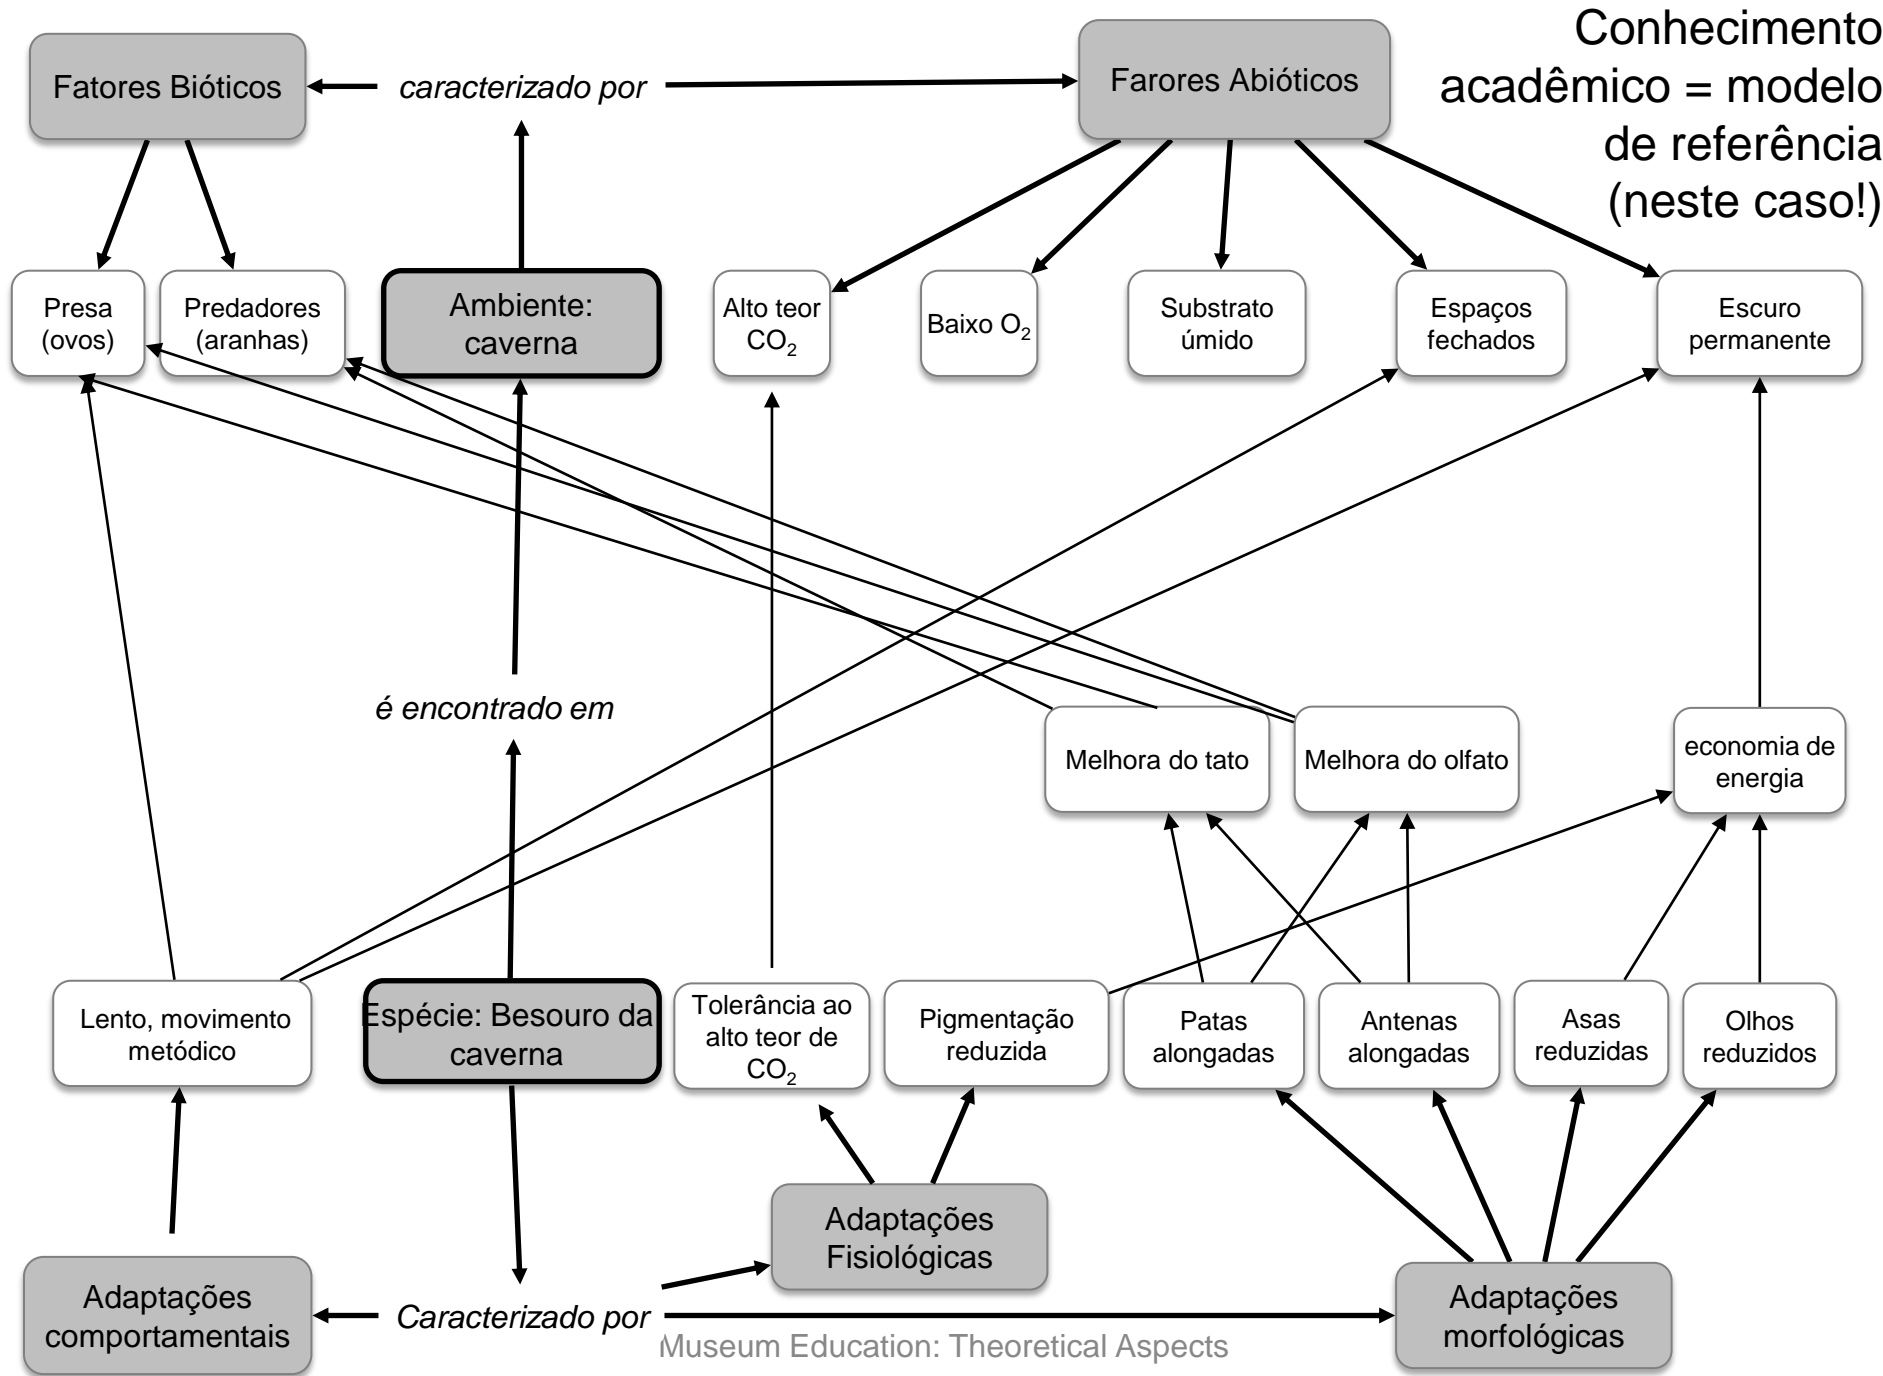 Conhecimento
acadêmico = modelo
de referência
(neste caso!)
Fatores Bióticos
caracterizado por
Farores Abióticos
Presa
(ovos)
Predadores
(aranhas)
Ambiente:
caverna
Alto teor
CO₂
Baixo O₂
Substrato
úmido
Espaços
fechados
Escuro
permanente
é encontrado em
Melhora do tato
Melhora do olfato
economia de
energia
Lento, movimento
metódico
Espécie: Besouro da
caverna
Tolerância ao
alto teor de
CO₂
Pigmentação
reduzida
Patas
alongadas
Antenas
alongadas
Asas
reduzidas
Olhos
reduzidos
Adaptações
Fisiológicas
Adaptações
comportamentais
Caracterizado por
Adaptações
morfológicas
Museum Education: Theoretical Aspects